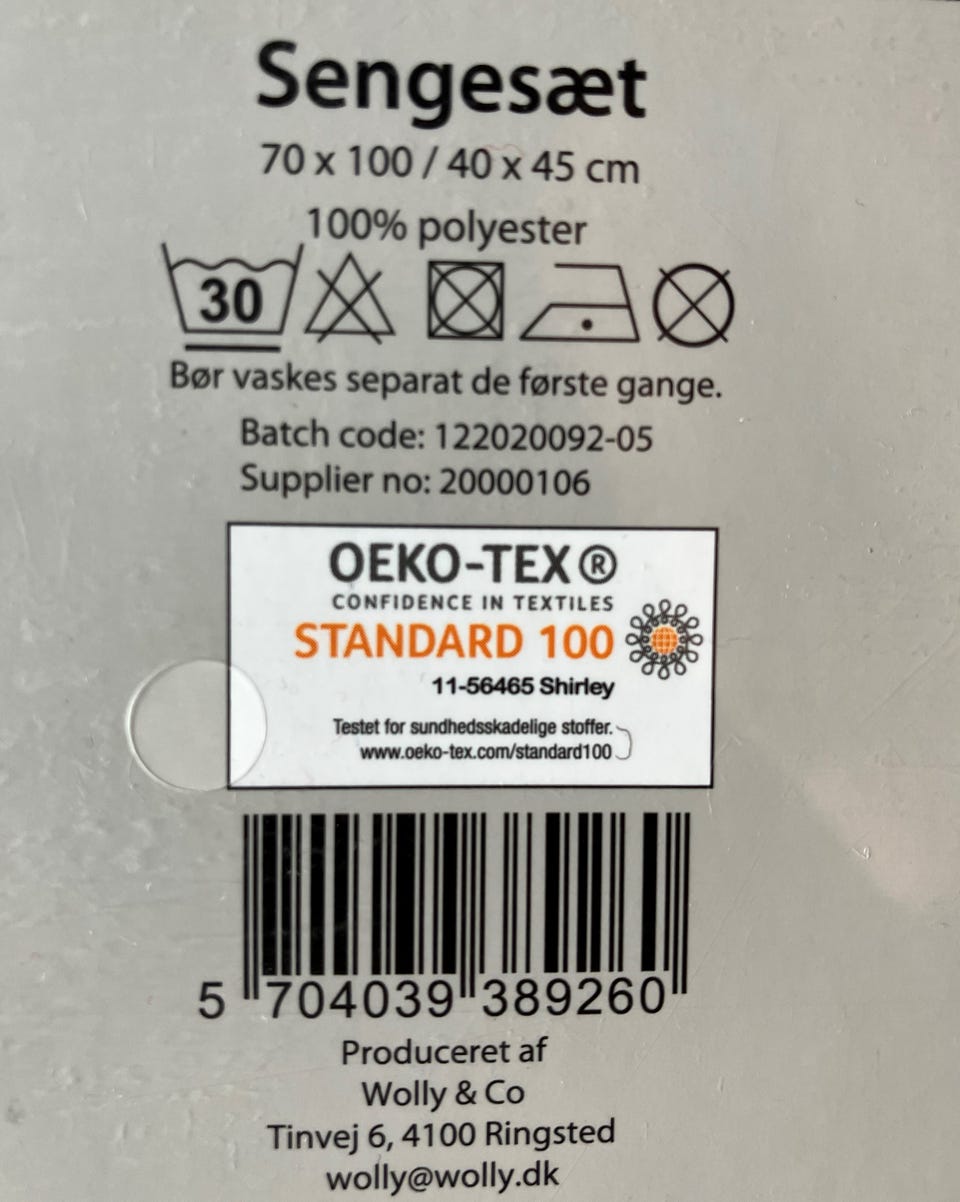 Sengesæt
70 x 100 / 40 x 45 cm
100% polyester
30
Bør vaskes separat de første gange.
Batch code: 122020092-05
Supplier no: 20000106
OEKO-TEX®
CONFIDENCE IN TEXTILES
STANDARD 100
11-56465 Shirley
Testet for sundhedsskadelige stoffer.
www.oeko-tex.com/standard100
5 704039 389260
Produceret af
Wolly & Co
Tinvej 6, 4100 Ringsted
wolly@wolly.dk